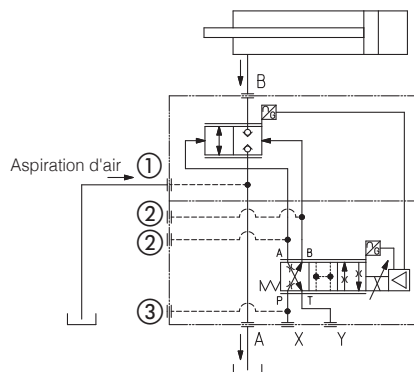 B
Aspiration d'air
①
②
②
A B
P T
③
A X Y